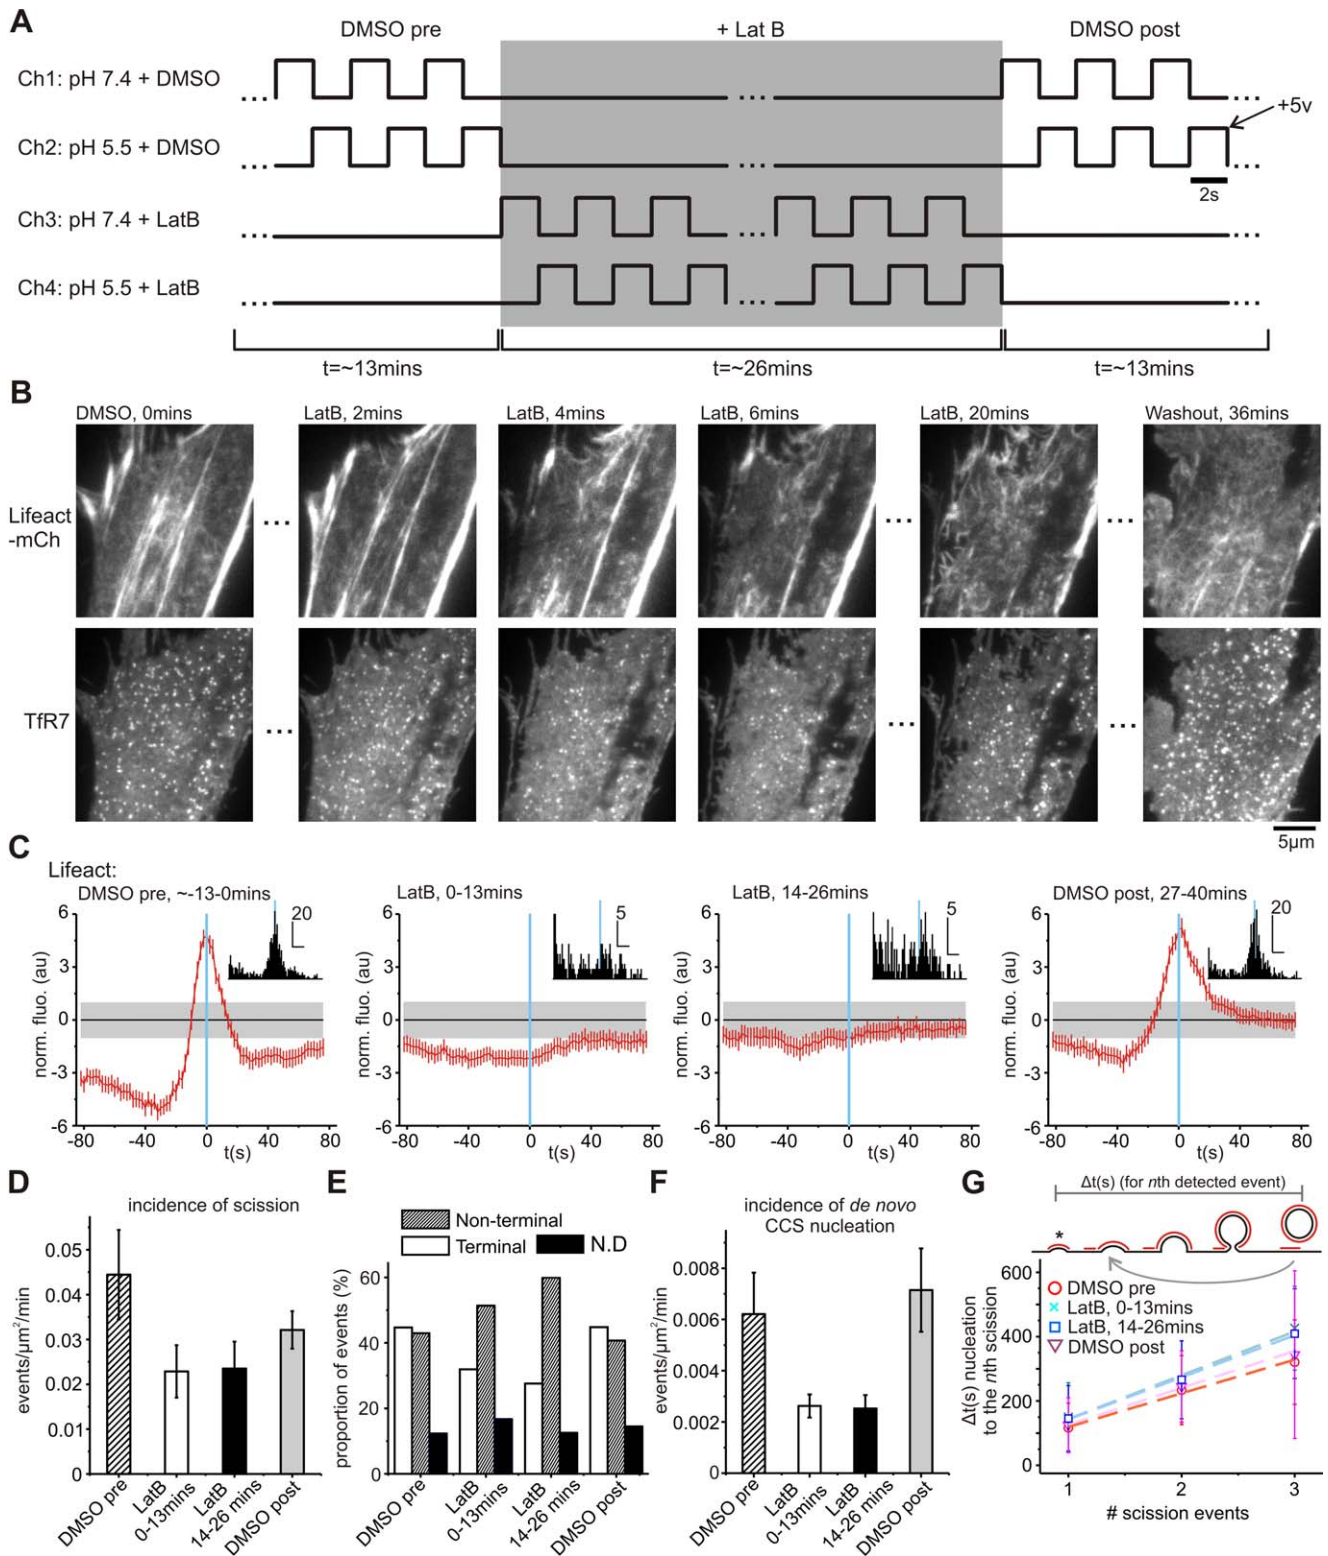 A
DMSO pre
+ Lat B
DMSO post
Ch1: pH 7.4 + DMSO
+5v
Ch2: pH 5.5 + DMSO
2s
Ch3: pH 7.4 + LatB
Ch4: pH 5.5 + LatB
t=~13mins
t=~26mins
t=~13mins
B
DMSO, 0mins
LatB, 2mins
LatB, 4mins
LatB, 6mins
LatB, 20mins
Washout, 36mins
Lifeact
-mCh
TfR7
5µm
C
Lifeact:
DMSO pre, ~-13-0mins
LatB, 0-13mins
LatB, 14-26mins
DMSO post, 27-40mins
norm. fluo. (au)
6
3
0
-3
-6
20
-80 -40 0 40 80
t(s)
norm. fluo. (au)
6
3
0
-3
-6
5
-80 -40 0 40 80
t(s)
norm. fluo. (au)
6
3
0
-3
-6
5
-80 -40 0 40 80
t(s)
norm. fluo. (au)
6
3
0
-3
-6
20
-80 -40 0 40 80
t(s)
D
incidence of scission
events/µm²/min
0.05
0.04
0.03
0.02
0.01
0
DMSO pre
LatB
0-13mins
LatB
14-26 mins
DMSO post
E
Non-terminal
Terminal
N.D
proportion of events (%)
60
40
20
0
DMSO pre
LatB
0-13mins
LatB
14-26 mins
DMSO post
F
incidence of de novo
CCS nucleation
events/µm²/min
0.008
0.006
0.004
0.002
0
DMSO pre
LatB
0-13mins
LatB
14-26 mins
DMSO post
G
Δt(s) (for nth detected event)
*
Δt(s) nucleation
to the nth scission
600
400
200
0
DMSO pre
LatB, 0-13mins
LatB, 14-26mins
DMSO post
1 2 3
# scission events